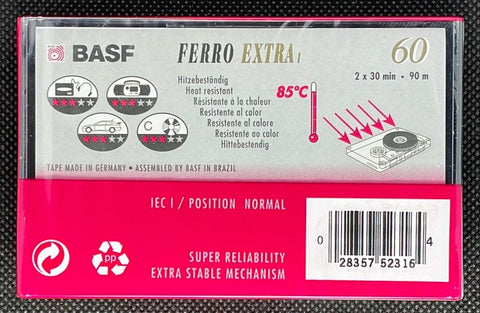 BASF
FERRO EXTRA I
60
2 x 30 min • 90 m
Hitzebeständig
Heat resistant
Résistante à la chaleur
Resistente al calor
Resistente al calore
Resistente ao calor
Hittebestendig
85°C
C
TAPE MADE IN GERMANY • ASSEMBLED BY BASF IN BRAZIL
IEC I / POSITION NORMAL
PP
SUPER RELIABILITY
EXTRA STABLE MECHANISM
0 28357 52316 4